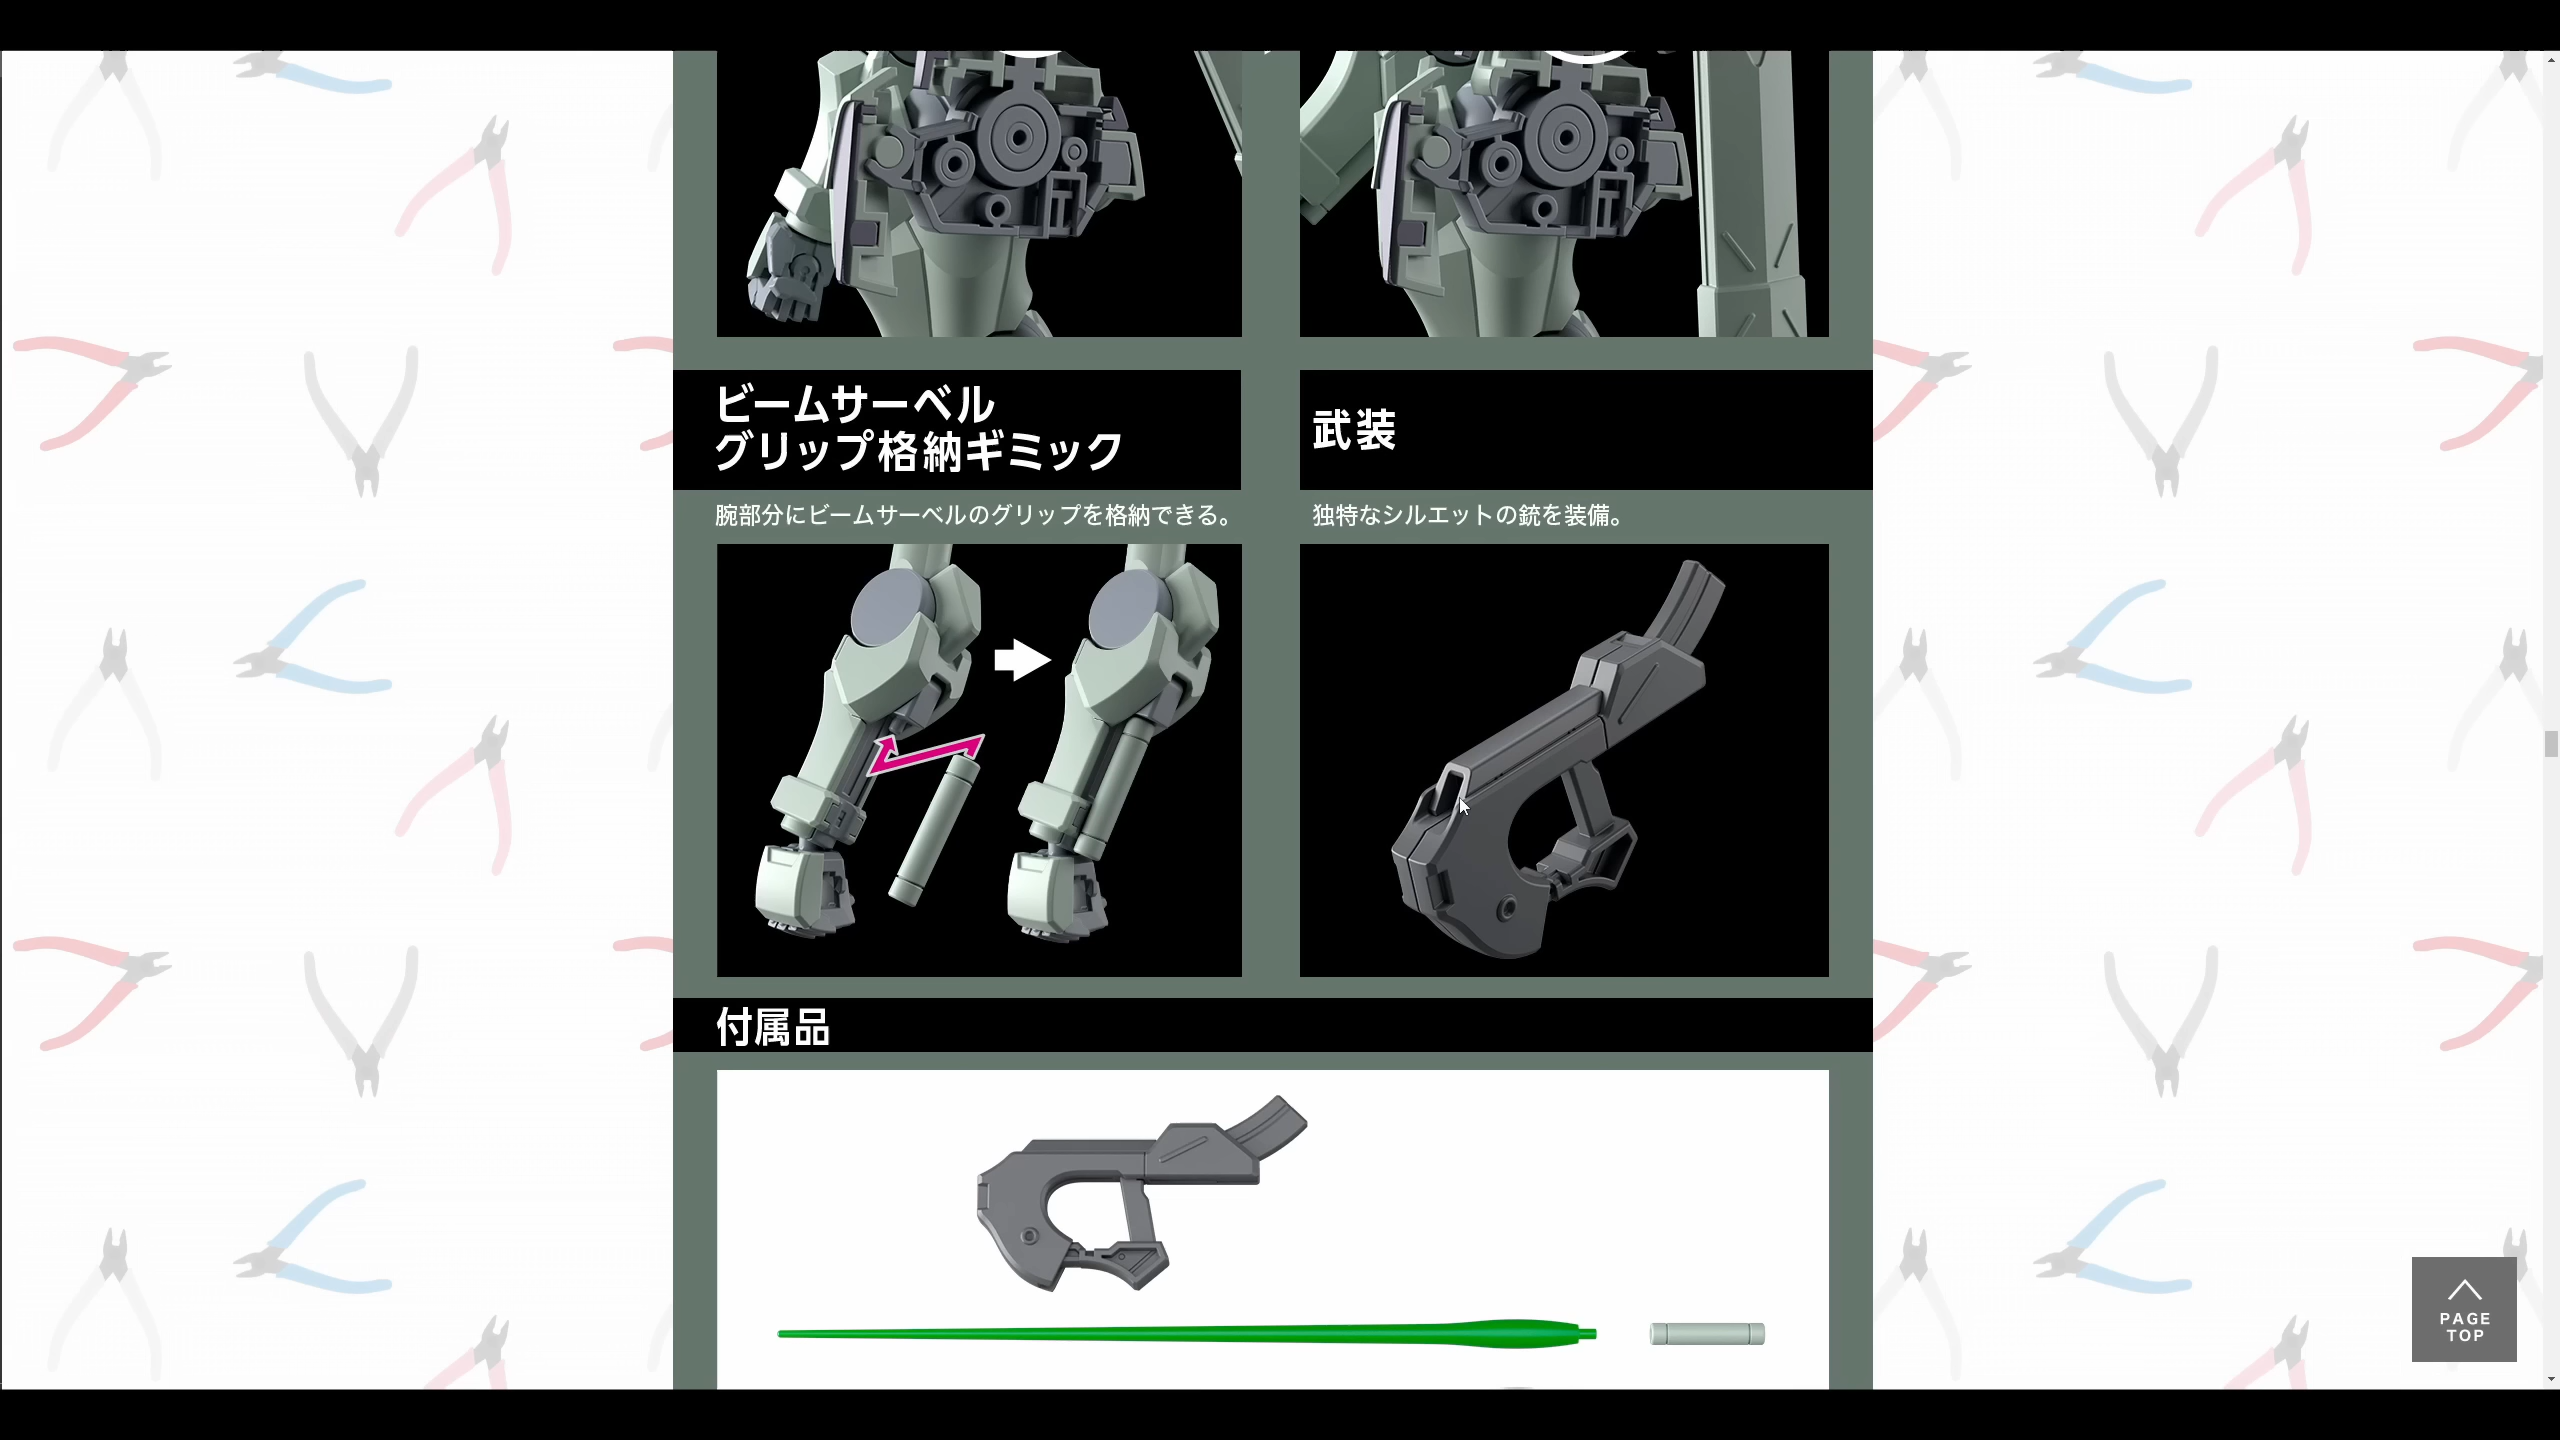 ビームサーベル
グリップ格納ギミック
武装
腕部分にビームサーベルのグリップを格納できる。
独特なシルエットの銃を装備。
付属品
PAGE
TOP